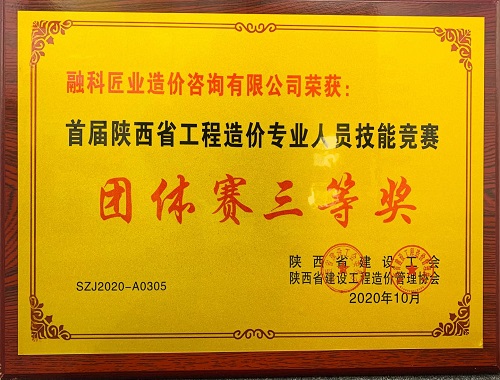 融科匠业造价咨询有限公司荣获：
首届陕西省工程造价专业人员技能竞赛
团体赛三等奖
陕西省建设工会
陕西省建设工程造价管理协会
SZJ2020-A0305
2020年10月